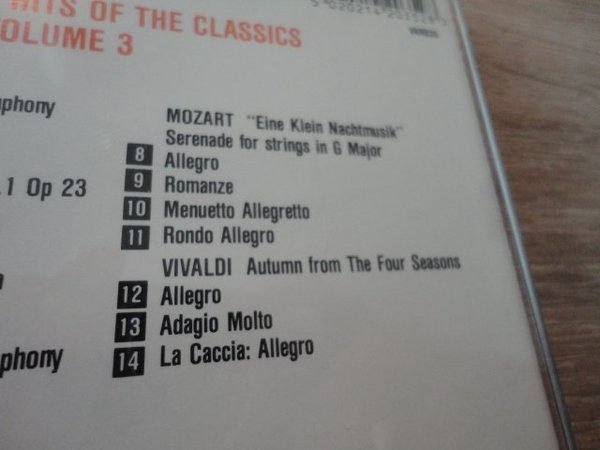 HITS OF THE CLASSICS
VOLUME 3
MOZART "Eine Klein Nachtmusik"
Serenade for strings in G Major
8 Allegro
9 Romanze
10 Menuetto Allegretto
11 Rondo Allegro
VIVALDI Autumn from The Four Seasons
12 Allegro
13 Adagio Molto
14 La Caccia: Allegro
phony
.1 Op 23
phony